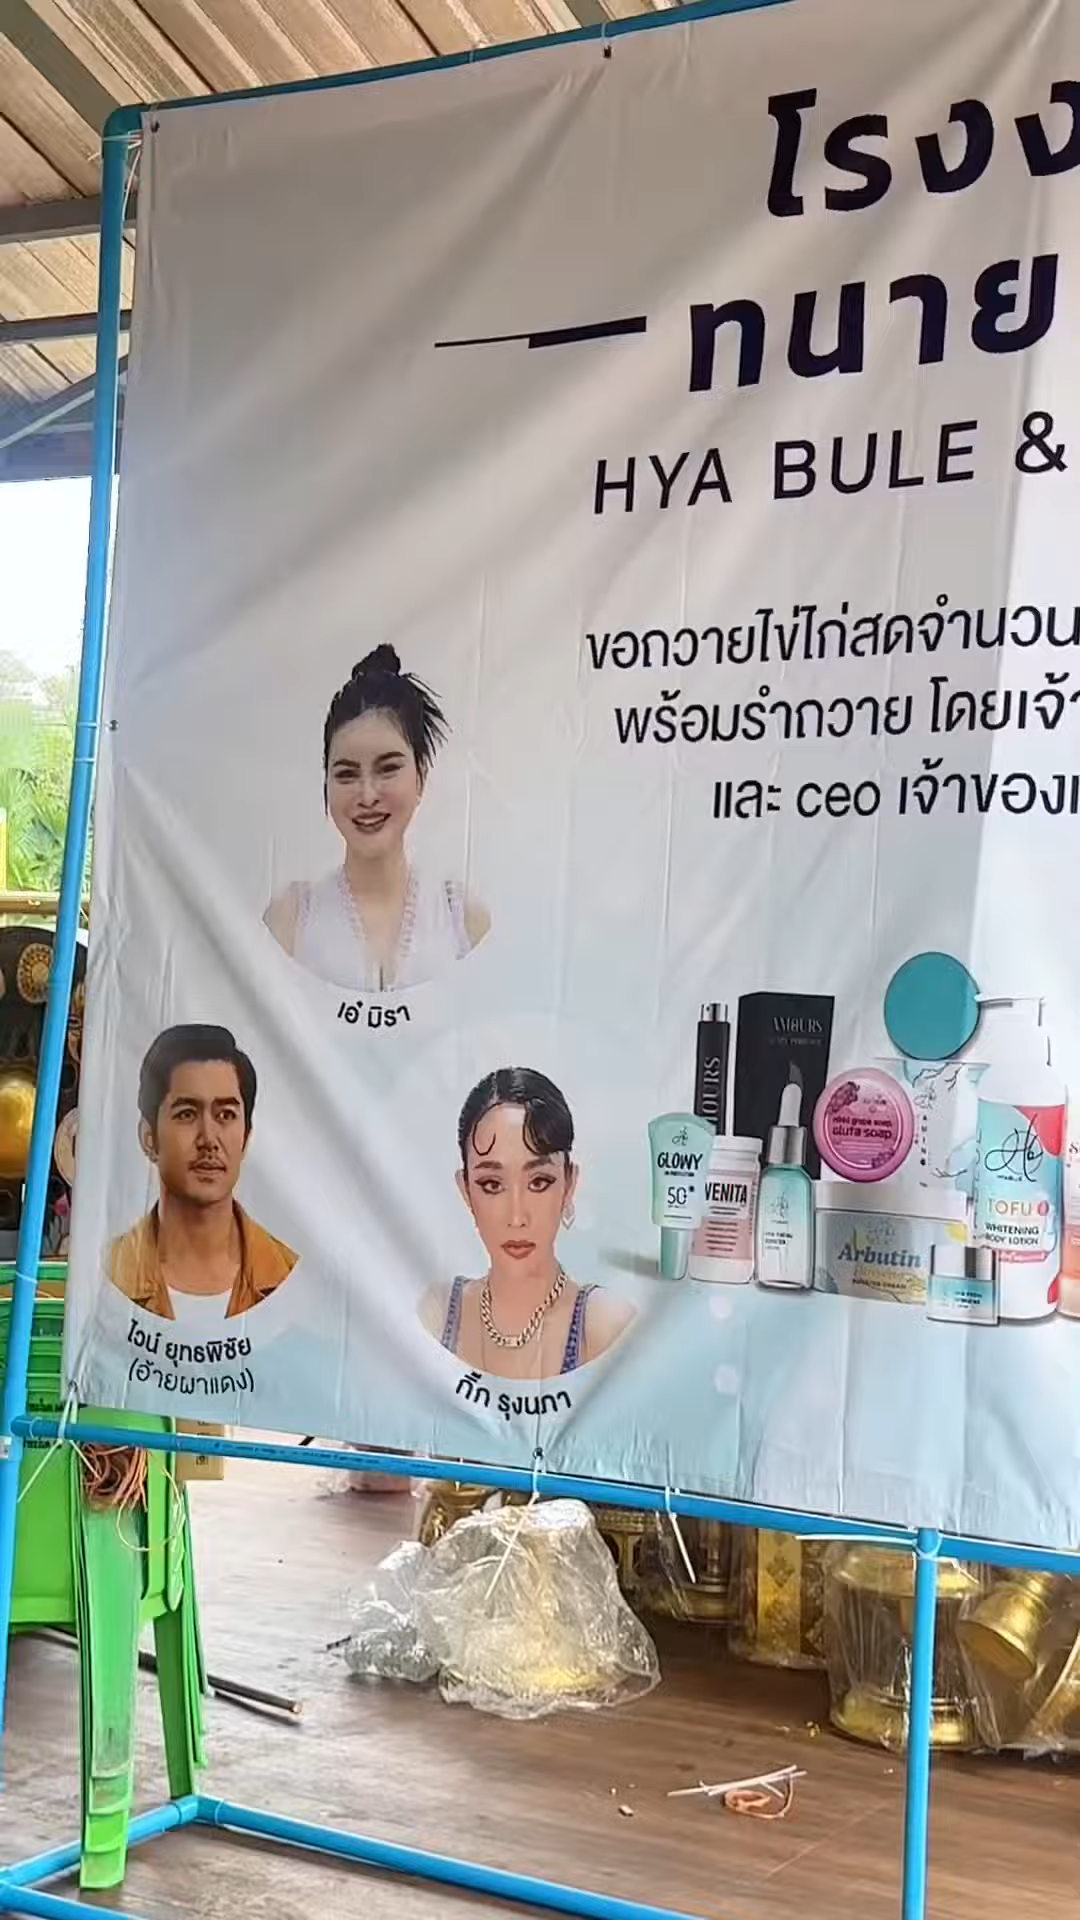 โรงง
ทนาย
HYA BULE &
ขอถวายไข่ไก่สดจำนวน
พร้อมรำถวาย โดยเจ้า
และ ceo เจ้าของแ
เอ๋ มิรา
ไวน์ ยุทธพิชัย
(อ้ายผาแดง)
กิ๊ก รุงนภา
AMOURS
GLOWY
50+
VENITA
gluta soap
Arbutin
TOFU
WHITENING
BODY LOTION